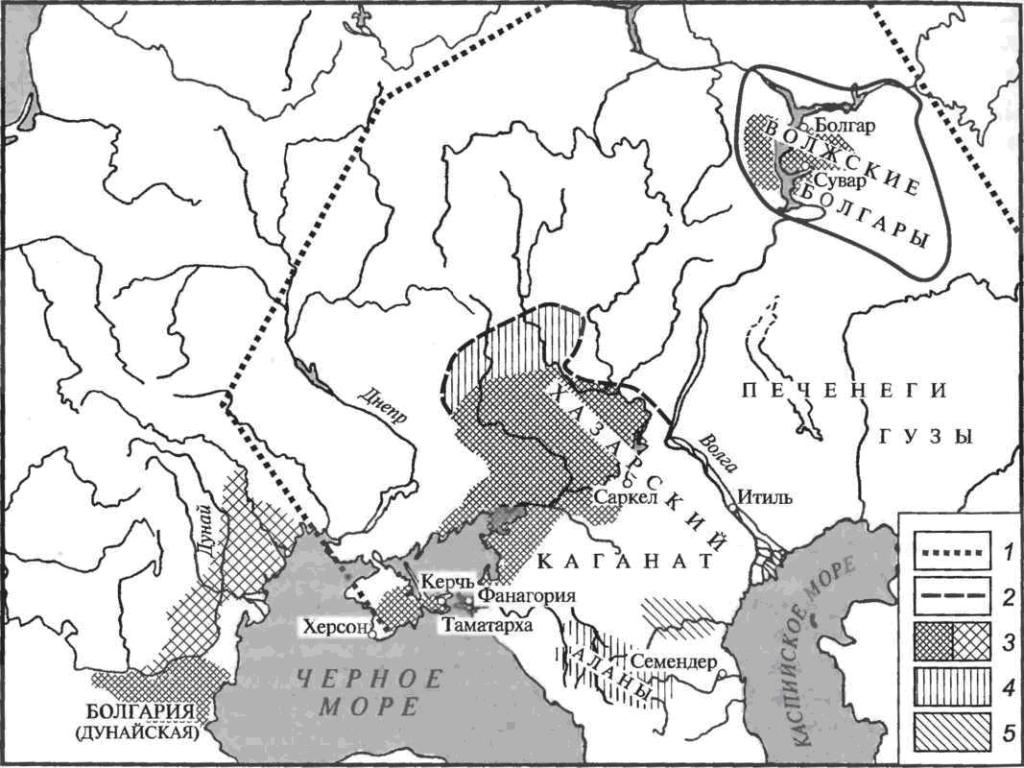 Болгар
ВОЛЖСКИЕ
Сувар
БОЛГАРЫ
ПЕЧЕНЕГИ
Днепр
ГУЗЫ
ХАЗАРСКИЙ
Волга
Саркел
Итиль
Дунай
КАГАНАТ
1
2
3
4
5
Керчь
Фанагория
Херсон
Таматарха
КАСПИЙСКОЕ МОРЕ
АЛАНЫ
Семендер
ЧЕРНОЕ
МОРЕ
БОЛГАРИЯ
(ДУНАЙСКАЯ)